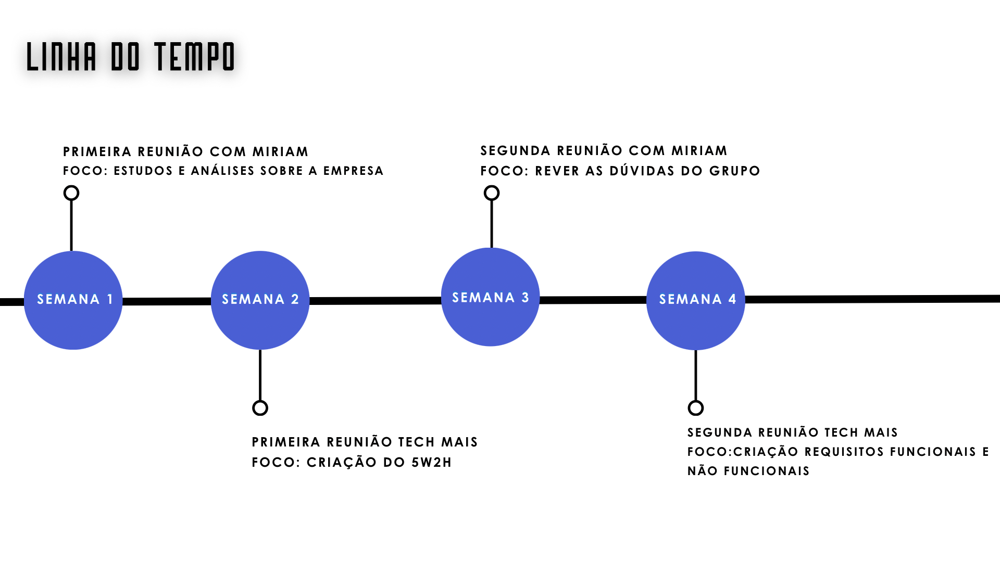 LINHA DO TEMPO
PRIMEIRA REUNIÃO COM MIRIAM
FOCO: ESTUDOS E ANÁLISES SOBRE A EMPRESA
SEGUNDA REUNIÃO COM MIRIAM
FOCO: REVER AS DÚVIDAS DO GRUPO
SEMANA 1
SEMANA 2
SEMANA 3
SEMANA 4
PRIMEIRA REUNIÃO TECH MAIS
FOCO: CRIAÇÃO DO 5W2H
SEGUNDA REUNIÃO TECH MAIS
FOCO:CRIAÇÃO REQUISITOS FUNCIONAIS E
NÃO FUNCIONAIS